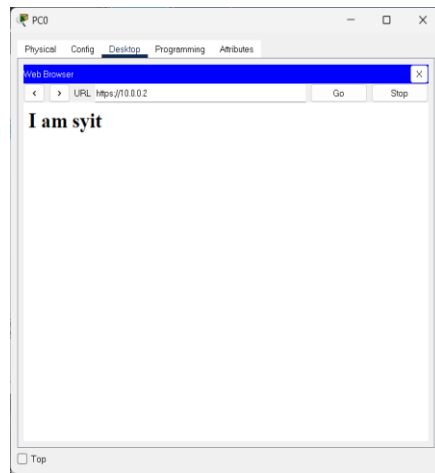 PC0
Physical Config Desktop Programming Attributes
Web Browser
X
< > URL https://10.0.0.2 Go Stop
I am syit
Top